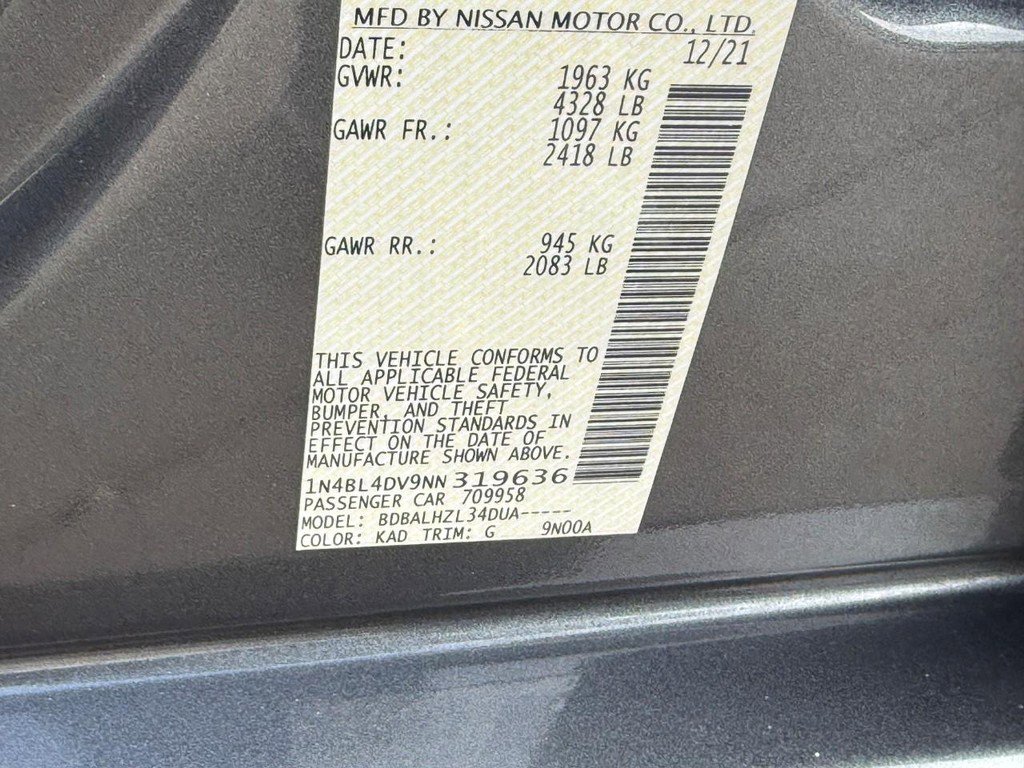 MFD BY NISSAN MOTOR CO., LTD.
DATE: 12/21
GVWR: 1963 KG
4328 LB
GAWR FR.: 1097 KG
2418 LB
GAWR RR.: 945 KG
2083 LB
THIS VEHICLE CONFORMS TO
ALL APPLICABLE FEDERAL
MOTOR VEHICLE SAFETY,
BUMPER, AND THEFT
PREVENTION STANDARDS IN
EFFECT ON THE DATE OF
MANUFACTURE SHOWN ABOVE.
1N4BL4DV9NN 319636
PASSENGER CAR 709958
MODEL: BDBALHZL34DUA-----
COLOR: KAD TRIM: G 9N00A